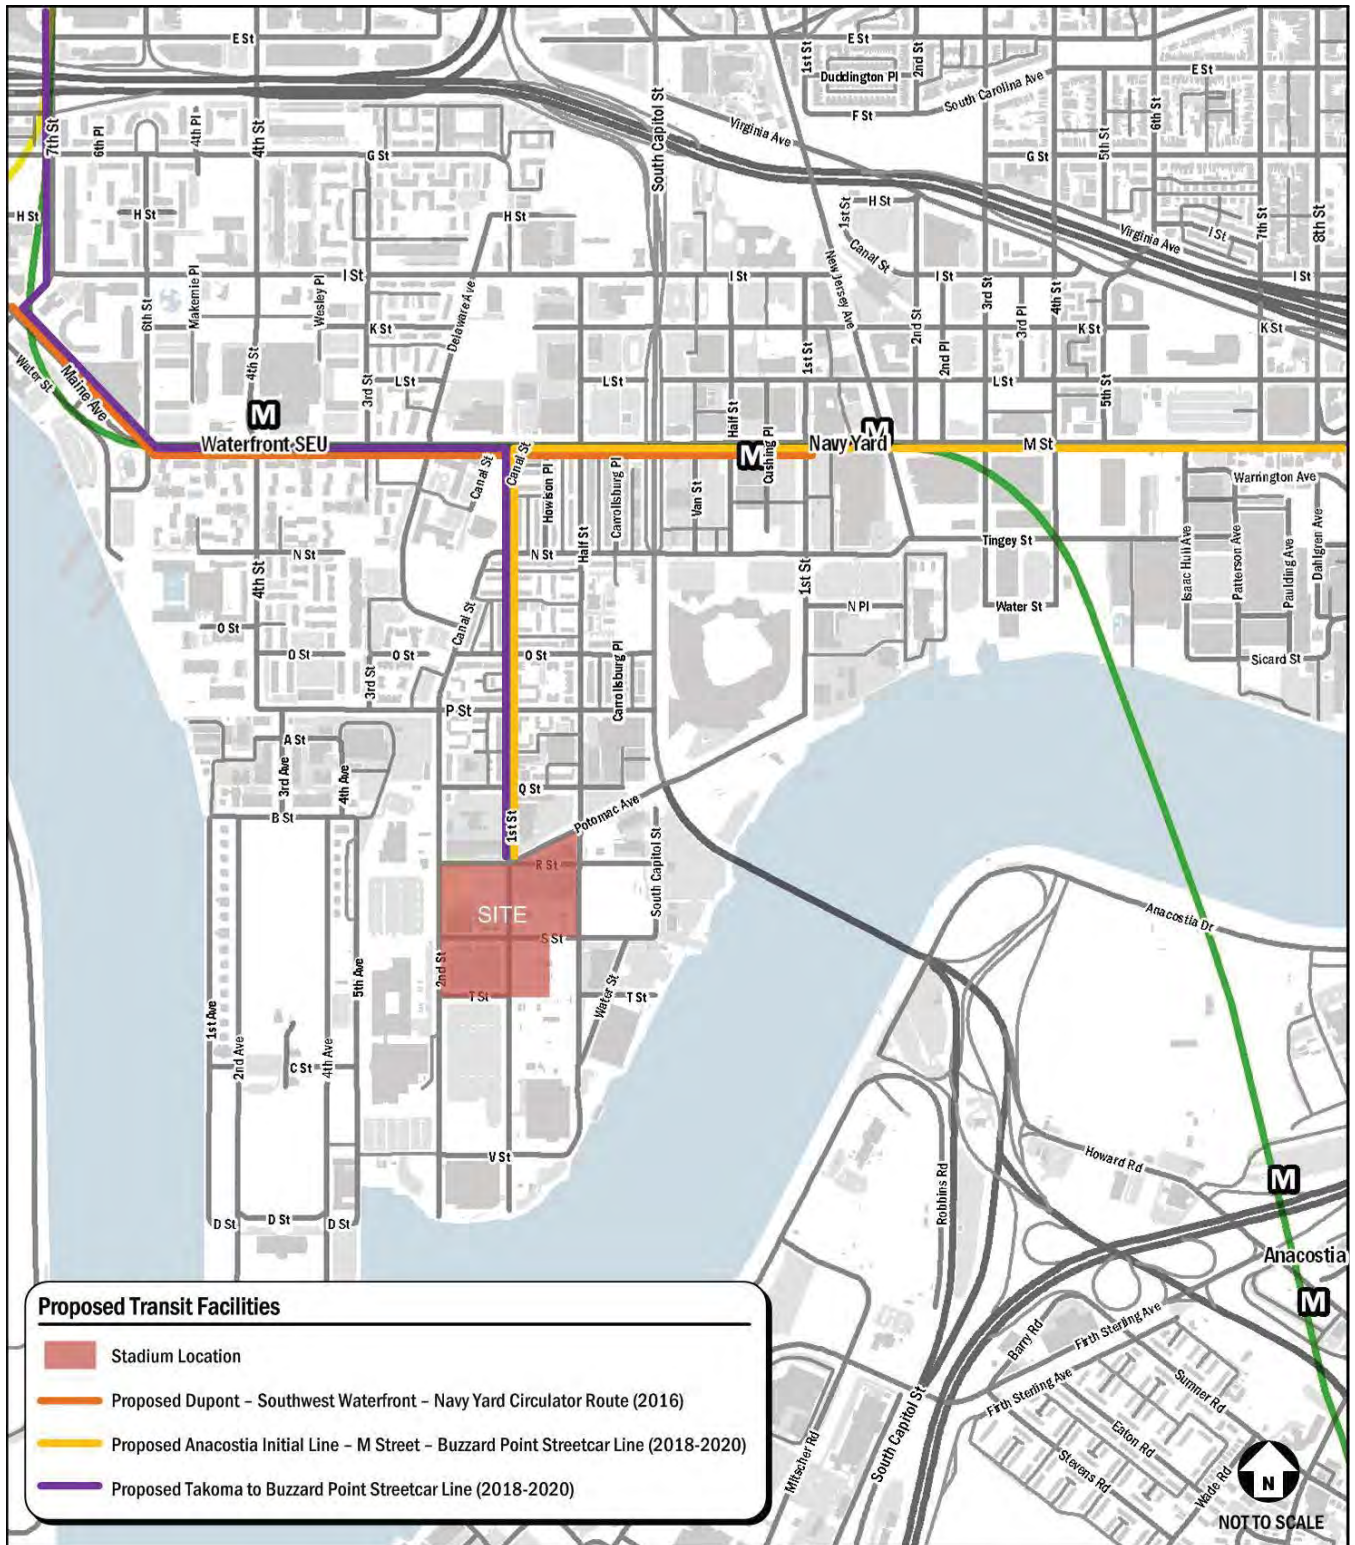 E St
E St
1st St
2nd St
Duddington Pl
South Carolina Ave
E St
F St
6th St
7th St
6th Pl
4th Pl
4th St
South Capitol St
Virginia Ave
5th St
G St
G St
H St
H St
H St
1st St
H St
Canal St
I St
Virginia Ave
7th St
8th St
I St
I St
I St
I St
6th St
Makemie Pl
Wesley Pl
Delaware Ave
New Jersey Ave
2nd St
3rd St
3rd Pl
4th St
K St
K St
K St
4th St
1st St
2nd Pl
Water St
Maine Ave
3rd St
L St
L St
L St
5th St
M
Half St
M
Waterfront SEU
Navy Yard
M St
M
Canal St
Canal St
Howison Pl
Carrollsburg Pl
Van St
Cushing Pl
Warrington Ave
Half St
N St
N St
Tingey St
Isaac Hull Ave
Patterson Ave
Paulding Ave
Dahlgren Ave
4th St
1st St
N Pl
Water St
Canal St
O St
O St
O St
O St
3rd St
Carrollsburg Pl
Sicard St
P St
A St
3rd Ave
4th Ave
Q St
B St
1st St
Potomac Ave
South Capitol St
R St
SITE
Anacostia Dr
S St
2nd St
5th Ave
T St
Water St
T St
1st Ave
2nd Ave
4th Ave
C St
V St
Howard Rd
M
Robbins Rd
D St
D St
D St
Anacostia
M
Barry Rd
Firth Sterling Ave
Firth Sterling Ave
Sumner Rd
Eaton Rd
Stevens Rd
Wade Rd
Mitscher Rd
South Capitol St
Proposed Transit Facilities
Stadium Location
Proposed Dupont – Southwest Waterfront – Navy Yard Circulator Route (2016)
Proposed Anacostia Initial Line – M Street – Buzzard Point Streetcar Line (2018-2020)
Proposed Takoma to Buzzard Point Streetcar Line (2018-2020)
N
NOT TO SCALE